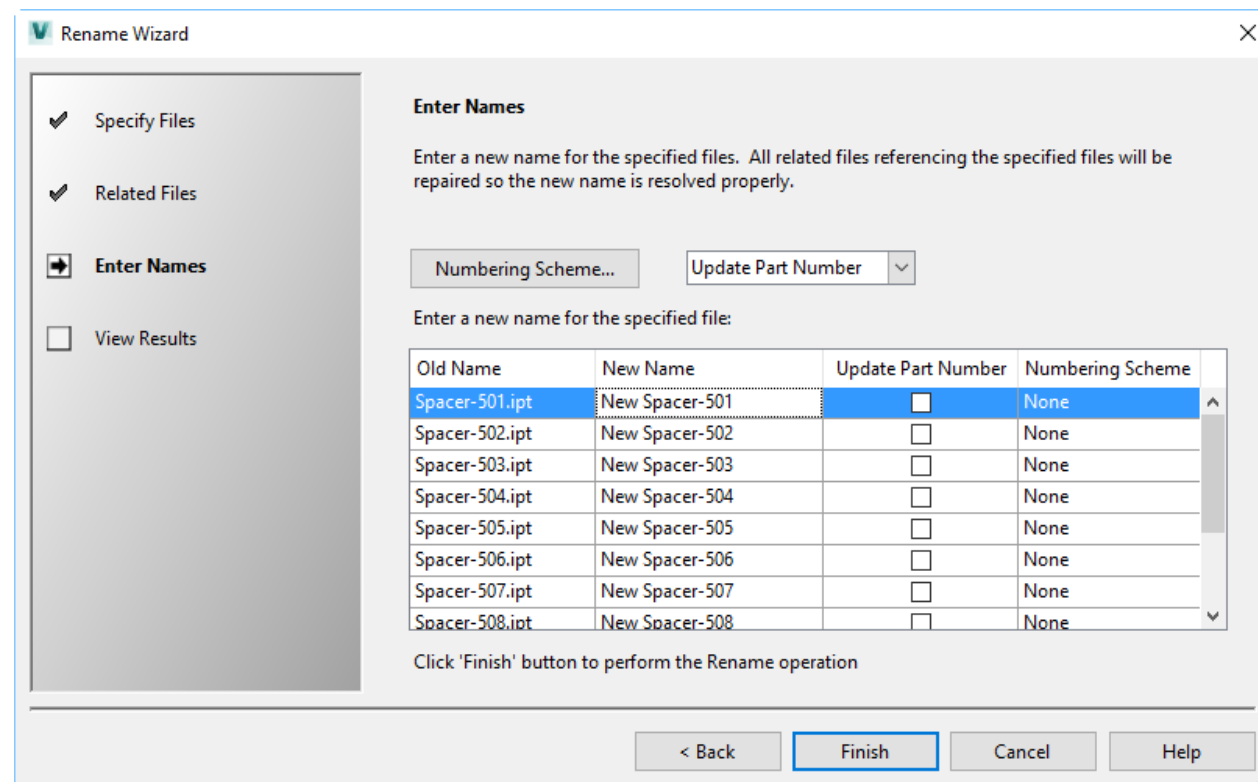 Rename Wizard
Specify Files
Related Files
Enter Names
View Results
Enter Names
Enter a new name for the specified files. All related files referencing the specified files will be
repaired so the new name is resolved properly.
Numbering Scheme... Update Part Number
Enter a new name for the specified file:
Old Name New Name Update Part Number Numbering Scheme
Spacer-501.ipt New Spacer-501 None
Spacer-502.ipt New Spacer-502 None
Spacer-503.ipt New Spacer-503 None
Spacer-504.ipt New Spacer-504 None
Spacer-505.ipt New Spacer-505 None
Spacer-506.ipt New Spacer-506 None
Spacer-507.ipt New Spacer-507 None
Spacer-508.ipt New Spacer-508 None
Click 'Finish' button to perform the Rename operation
< Back Finish Cancel Help